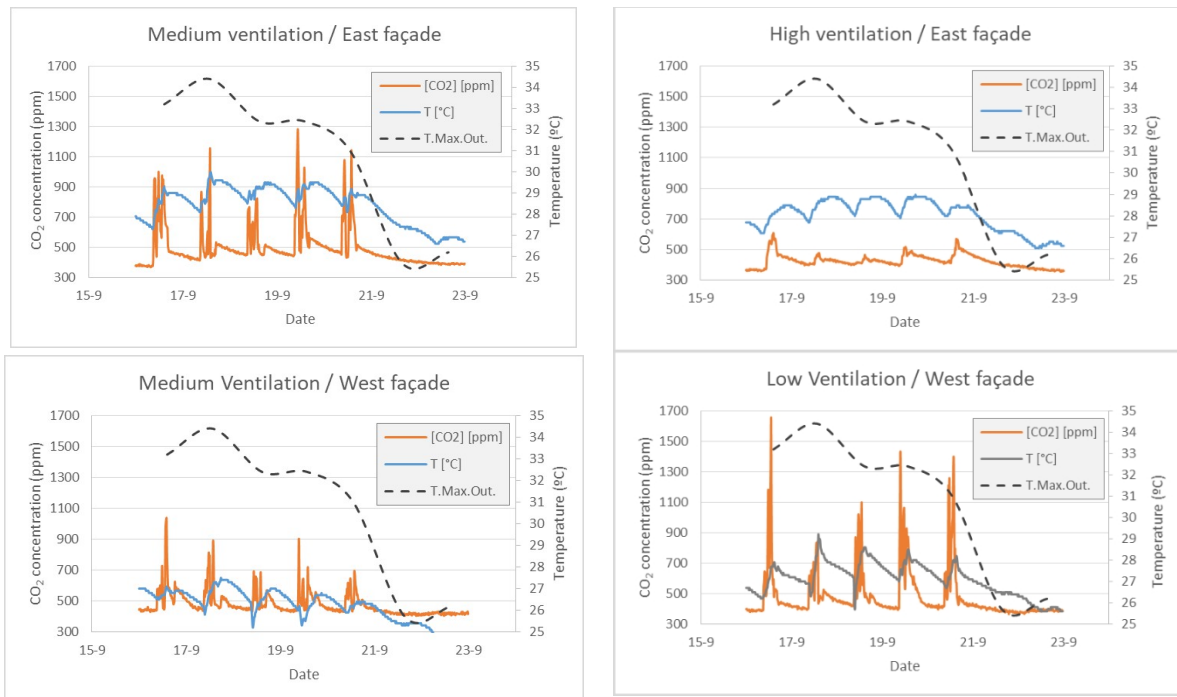 Medium ventilation / East façade
CO2 concentration (ppm)
1700
1500
1300
1100
900
700
500
300
[CO2] [ppm]
T [°C]
T.Max.Out.
35
34
33
32
31
30
29
28
27
26
25
Temperature (ºC)
15-9 17-9 19-9 21-9 23-9
Date
High ventilation / East façade
CO2 concentration (ppm)
1700
1500
1300
1100
900
700
500
300
[CO2] [ppm]
T [°C]
T.Max.Out.
35
34
33
32
31
30
29
28
27
26
25
Temperature (ºC)
15-9 17-9 19-9 21-9 23-9
Date
Medium Ventilation / West façade
CO2 concentration (ppm)
1700
1500
1300
1100
900
700
500
300
[CO2] [ppm]
T [°C]
T.Max.Out.
35
34
33
32
31
30
29
28
27
26
25
Temperature (ºC)
15-9 17-9 19-9 21-9 23-9
Date
Low Ventilation / West façade
CO2 concentration (ppm)
1700
1500
1300
1100
900
700
500
300
[CO2] [ppm]
T [°C]
T.Max.Out.
35
34
33
32
31
30
29
28
27
26
25
Temperature (ºC)
15-9 17-9 19-9 21-9 23-9
Date